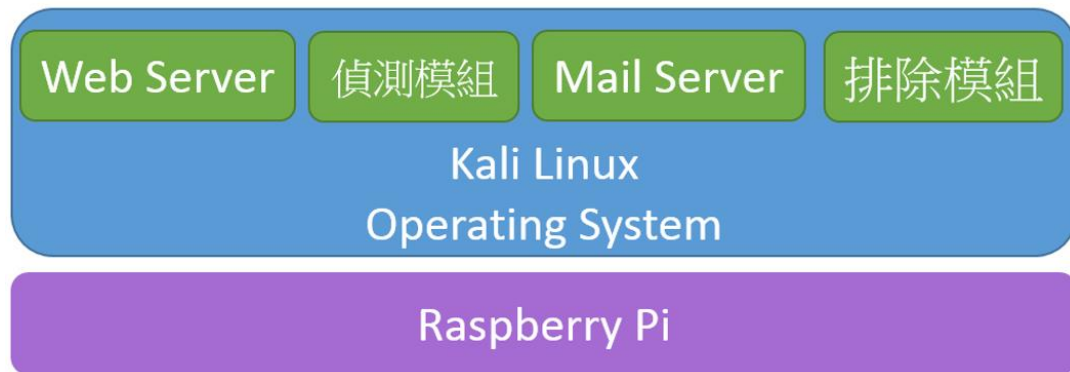 Web Server
偵測模組
Mail Server
排除模組
Kali Linux
Operating System
Raspberry Pi